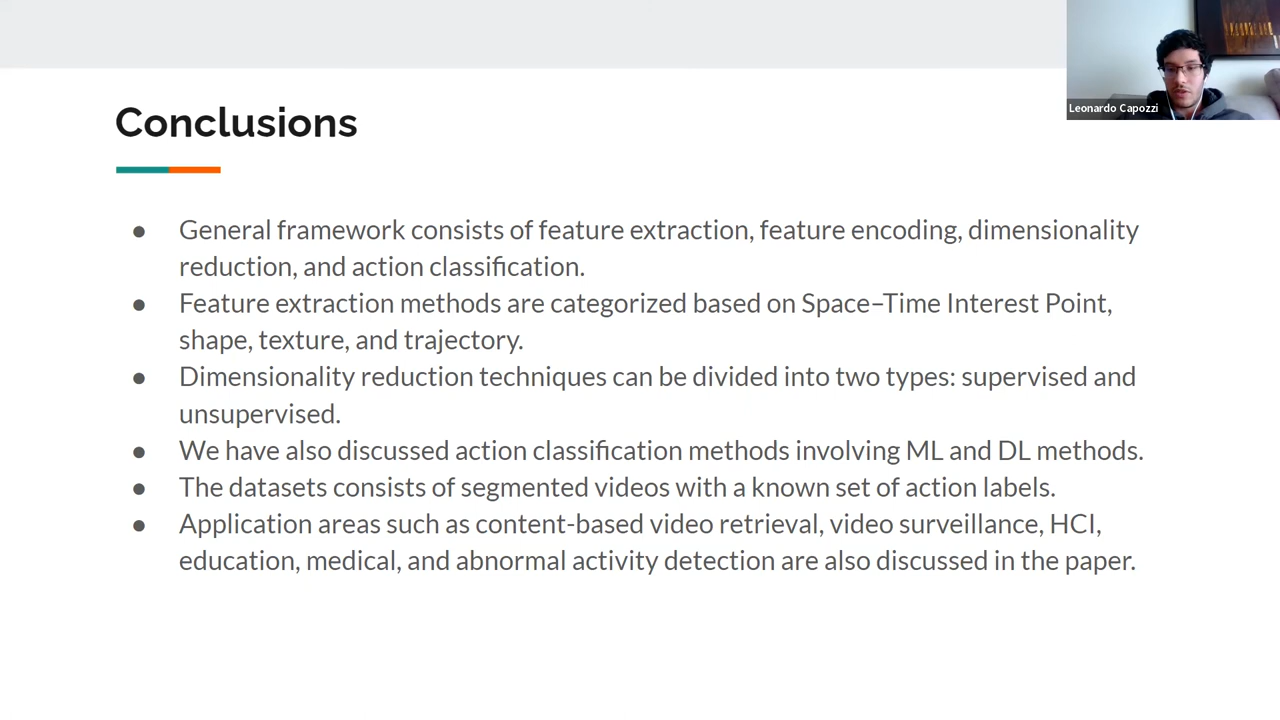 Leonardo Capozzi
Conclusions
● General framework consists of feature extraction, feature encoding, dimensionality
reduction, and action classification.
● Feature extraction methods are categorized based on Space–Time Interest Point,
shape, texture, and trajectory.
● Dimensionality reduction techniques can be divided into two types: supervised and
unsupervised.
● We have also discussed action classification methods involving ML and DL methods.
● The datasets consists of segmented videos with a known set of action labels.
● Application areas such as content-based video retrieval, video surveillance, HCI,
education, medical, and abnormal activity detection are also discussed in the paper.